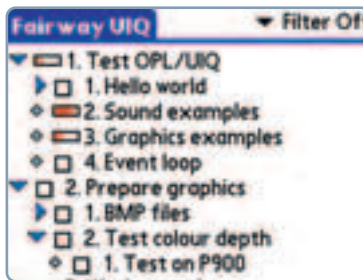 Fairway UIQ
Filter Of
1. Test OPL/UIQ
1. Hello world
2. Sound examples
3. Graphics examples
4. Event loop
2. Prepare graphics
1. BMP files
2. Test colour depth
1. Test on P900